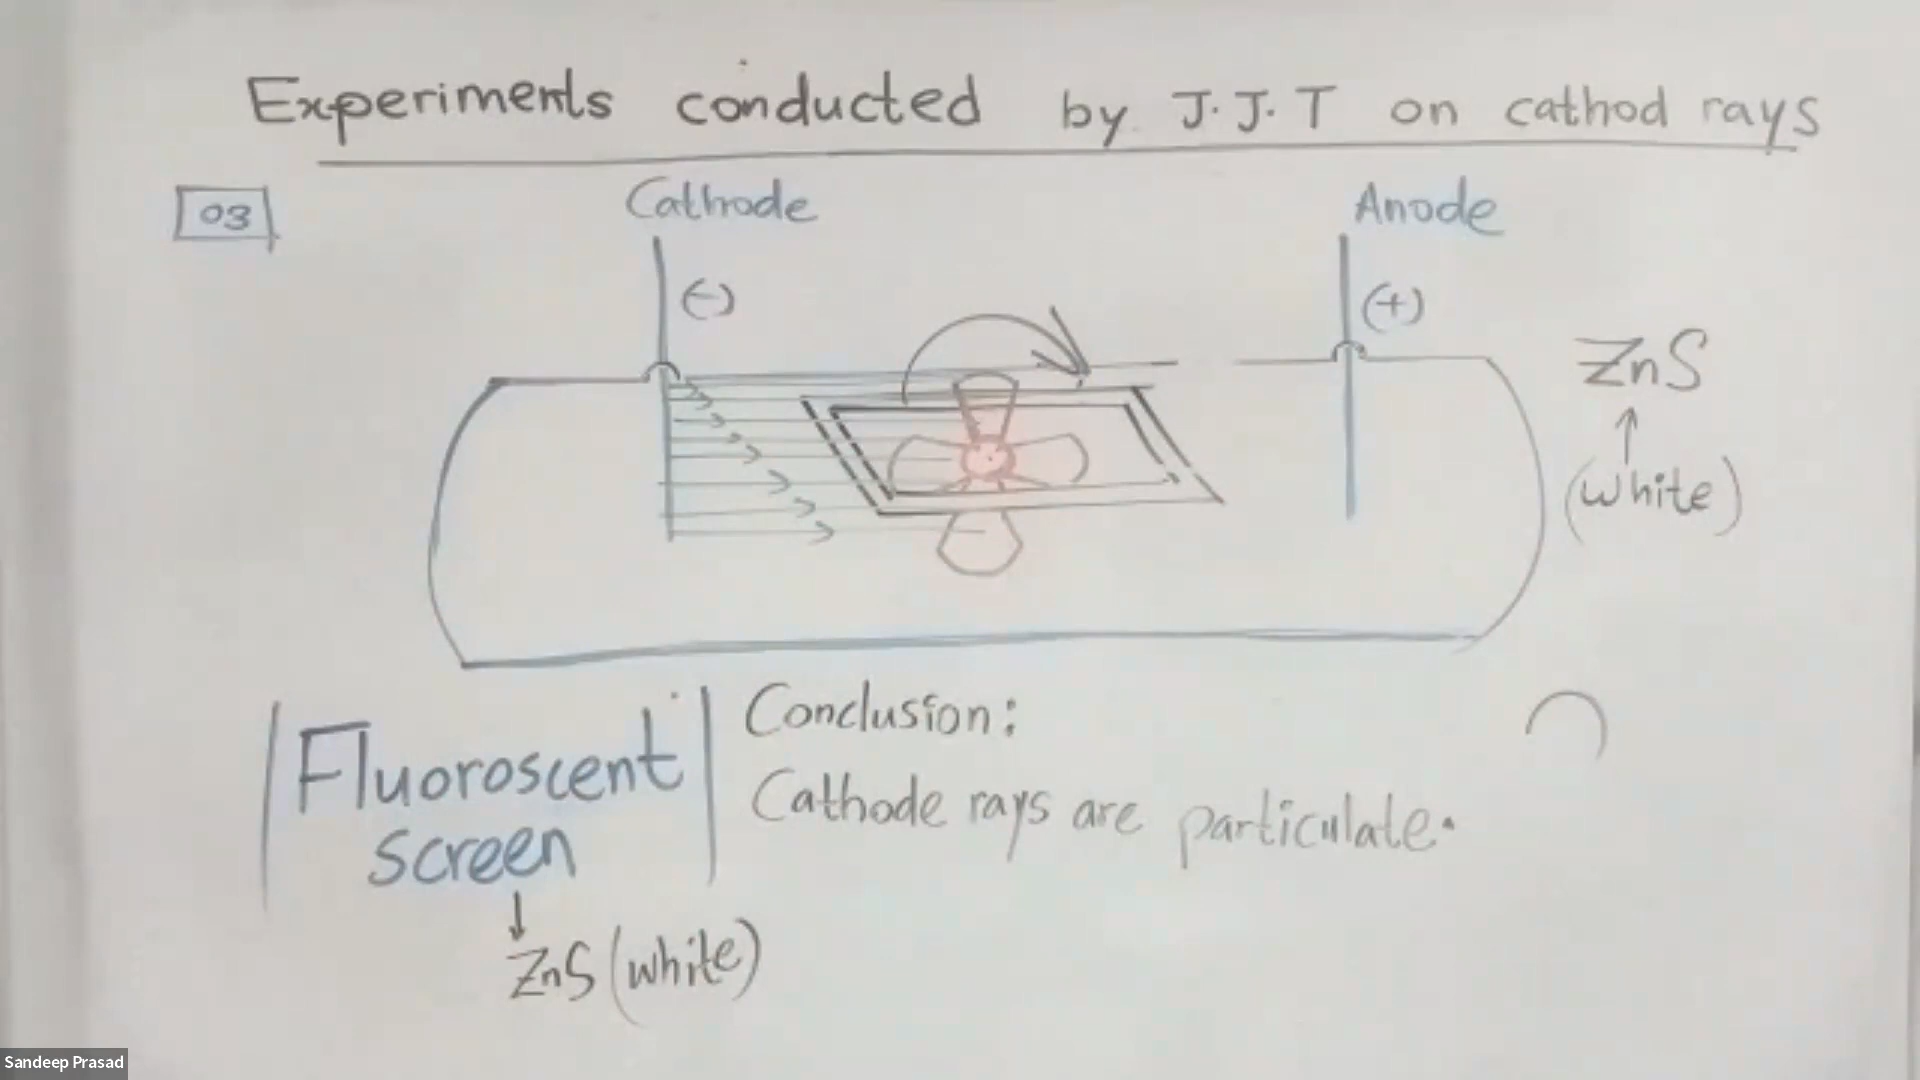 Experiments conducted by J.J.T on cathod rays
03
Cathode
Anode
(-)
(+)
ZnS
(white)
Fluoroscent
screen
ZnS (white)
Conclusion:
Cathode rays are particulate.
Sandeep Prasad